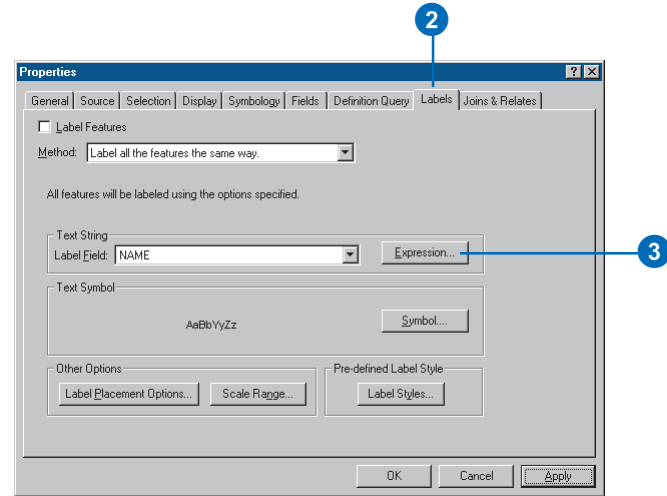 2
Properties
General Source Selection Display Symbology Fields Definition Query Labels Joins & Relates
Label Features
Method: Label all the features the same way.
All features will be labeled using the options specified.
Text String
Label Field: NAME Expression... 3
Text Symbol
AaBbYyZz Symbol....
Other Options Pre-defined Label Style
Label Placement Options... Scale Range... Label Styles...
OK Cancel Apply